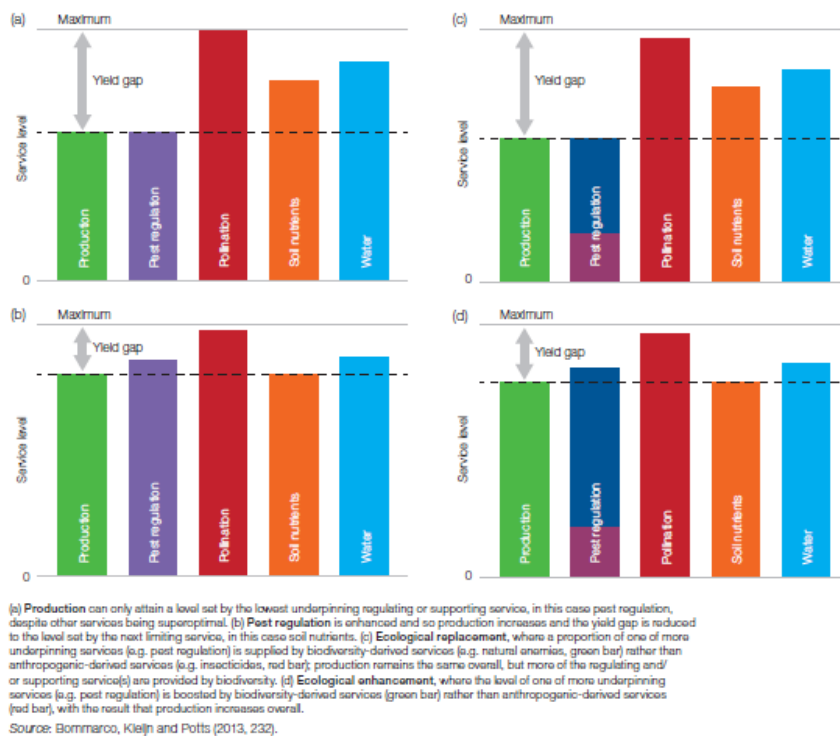 (a)
Maximum
Yield gap
Service level
0
Production
Pest regulation
Pollination
Soil nutrients
Water
(c)
Maximum
Yield gap
Service level
0
Production
Pest regulation
Pollination
Soil nutrients
Water
(b)
Maximum
Yield gap
Service level
0
Production
Pest regulation
Pollination
Soil nutrients
Water
(d)
Maximum
Yield gap
Service level
0
Production
Pest regulation
Pollination
Soil nutrients
Water
(a) Production can only attain a level set by the lowest underpinning regulating or supporting service, in this case pest regulation,
despite other services being superoptimal. (b) Pest regulation is enhanced and so production increases and the yield gap is reduced
to the level set by the next limiting service, in this case soil nutrients. (c) Ecological replacement, where a proportion of one of more
underpinning services (e.g. pest regulation) is supplied by biodiversity-derived services (e.g. natural enemies, green bar) rather than
anthropogenic-derived services (e.g. insecticides, red bar); production remains the same overall, but more of the regulating and/
or supporting service(s) are provided by biodiversity. (d) Ecological enhancement, where the level of one of more underpinning
services (e.g. pest regulation) is boosted by biodiversity-derived services (green bar) rather than anthropogenic-derived services
(red bar), with the result that production increases overall.
Source: Bommarco, Kleijn and Potts (2013, 232).